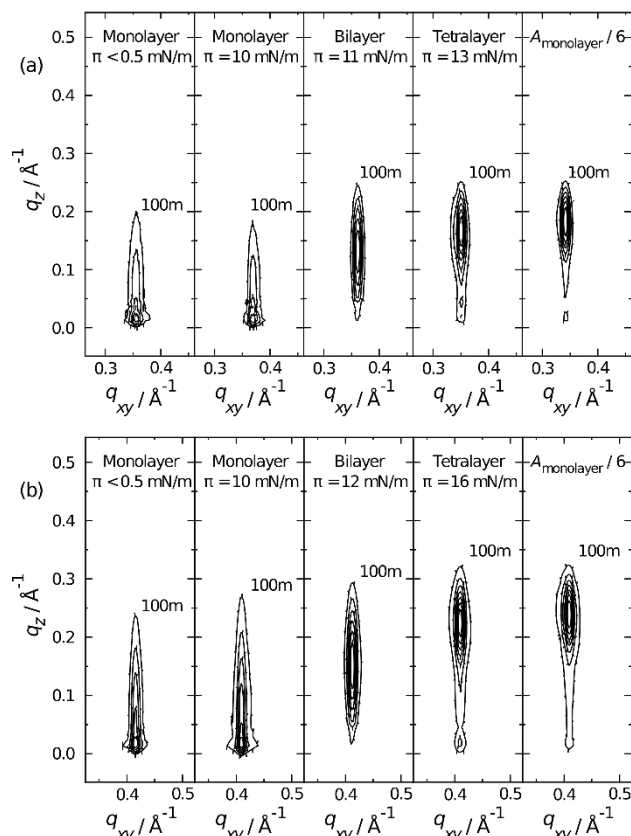 (a)
Monolayer
π < 0.5 mN/m
Monolayer
π = 10 mN/m
Bilayer
π = 11 mN/m
Tetralayer
π = 13 mN/m
A_monolayer / 6
0.5
0.4
0.3
0.2
0.1
0.0
q_z / Å⁻¹
100m
100m
100m
100m
100m
0.3 0.4
0.3 0.4
0.3 0.4
0.3 0.4
0.3 0.4
q_xy / Å⁻¹
q_xy / Å⁻¹
q_xy / Å⁻¹
q_xy / Å⁻¹
q_xy / Å⁻¹
(b)
Monolayer
π < 0.5 mN/m
Monolayer
π = 10 mN/m
Bilayer
π = 12 mN/m
Tetralayer
π = 16 mN/m
A_monolayer / 6
0.5
0.4
0.3
0.2
0.1
0.0
q_z / Å⁻¹
100m
100m
100m
100m
100m
0.4 0.5
0.4 0.5
0.4 0.5
0.4 0.5
0.4 0.5
q_xy / Å⁻¹
q_xy / Å⁻¹
q_xy / Å⁻¹
q_xy / Å⁻¹
q_xy / Å⁻¹